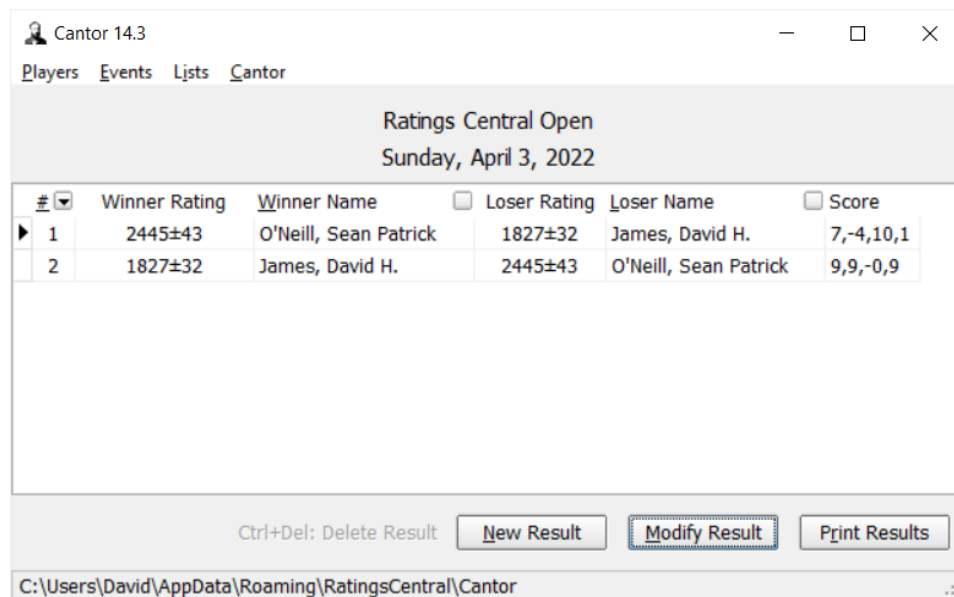 Cantor 14.3
Players Events Lists Cantor
Ratings Central Open
Sunday, April 3, 2022
# Winner Rating Winner Name Loser Rating Loser Name Score
1 2445±43 O'Neill, Sean Patrick 1827±32 James, David H. 7,-4,10,1
2 1827±32 James, David H. 2445±43 O'Neill, Sean Patrick 9,9,-0,9
Ctrl+Del: Delete Result New Result Modify Result Print Results
C:\Users\David\AppData\Roaming\RatingsCentral\Cantor